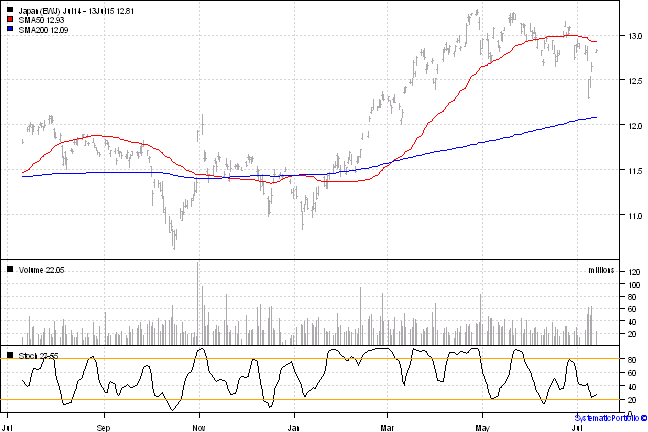 Japan (EWJ) Jul14 - 13Jul15 12.81
SMA50 12.93
SMA200 12.09
13.0
12.5
12.0
11.5
11.0
Volume 22.05
millions
120
100
80
60
40
20
Stoch 27.55
80
60
40
20
Jul Sep Nov Jan Mar May Jul
SystematicPortfolio ©